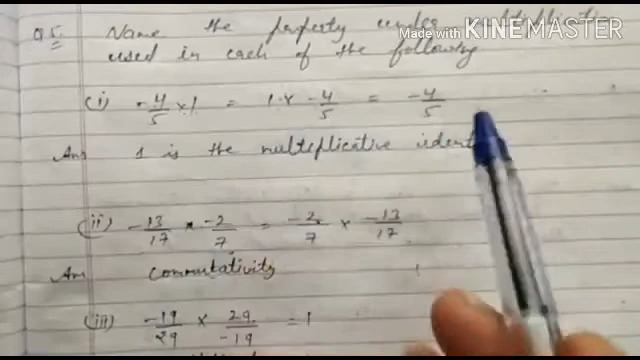 Made with KINEMASTER
Q5. Name the property under
used in each of the following
(i) -4/5 × 1 = 1 × -4/5 = -4/5
Ans 1 is the multiplicative
(ii) -13/17 × -2/7 = -2/7 × -13/17
Ans Commutativity
(iii) -19/29 × 29/-19 = 1